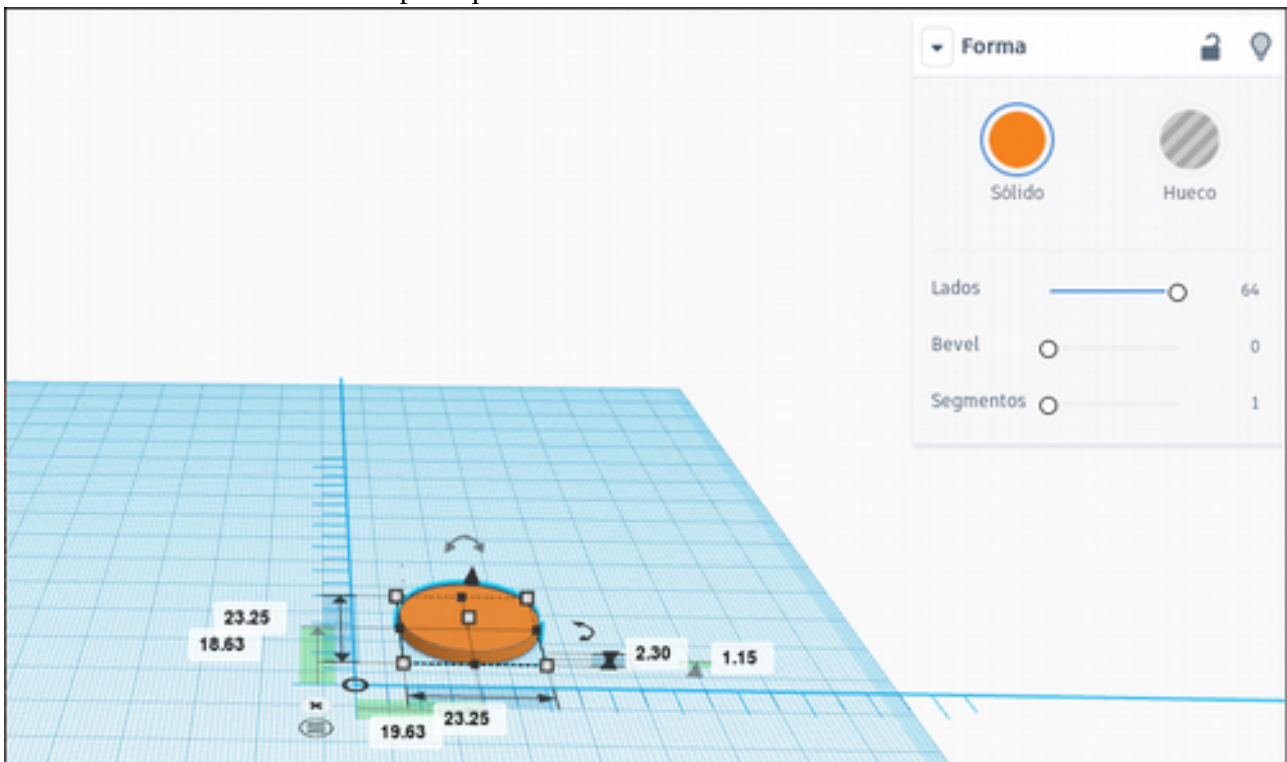 Forma
Sólido Hueco
Lados 64
Bevel 0
Segmentos 1
23.25
18.63
2.30 1.15
23.25
19.63